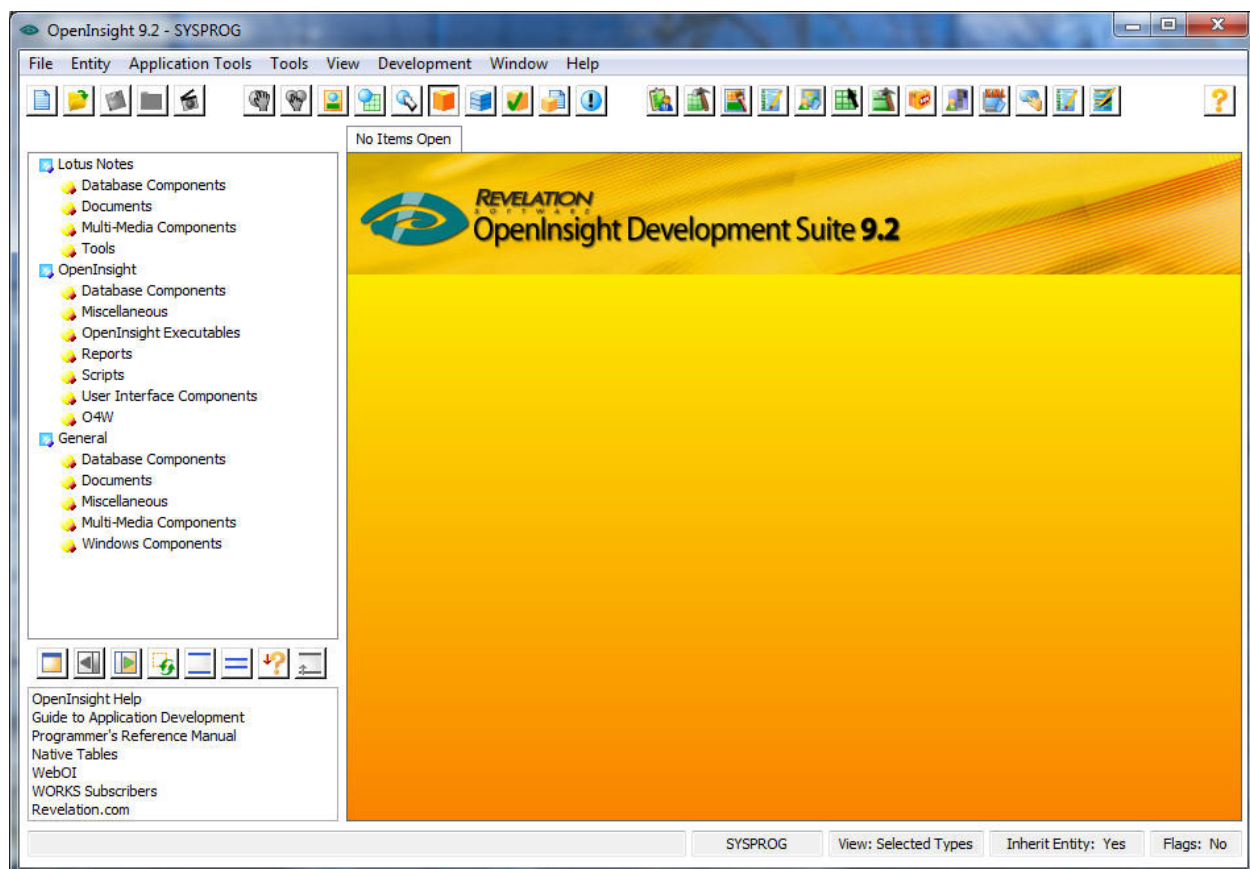 OpenInsight 9.2 - SYSPROG
File Entity Application Tools Tools View Development Window Help
No Items Open
Lotus Notes
Database Components
Documents
Multi-Media Components
Tools
OpenInsight
Database Components
Miscellaneous
OpenInsight Executables
Reports
Scripts
User Interface Components
O4W
General
Database Components
Documents
Miscellaneous
Multi-Media Components
Windows Components
REVELATION
SOFTWARE
OpenInsight Development Suite 9.2
OpenInsight Help
Guide to Application Development
Programmer's Reference Manual
Native Tables
WebOI
WORKS Subscribers
Revelation.com
SYSPROG View: Selected Types Inherit Entity: Yes Flags: No